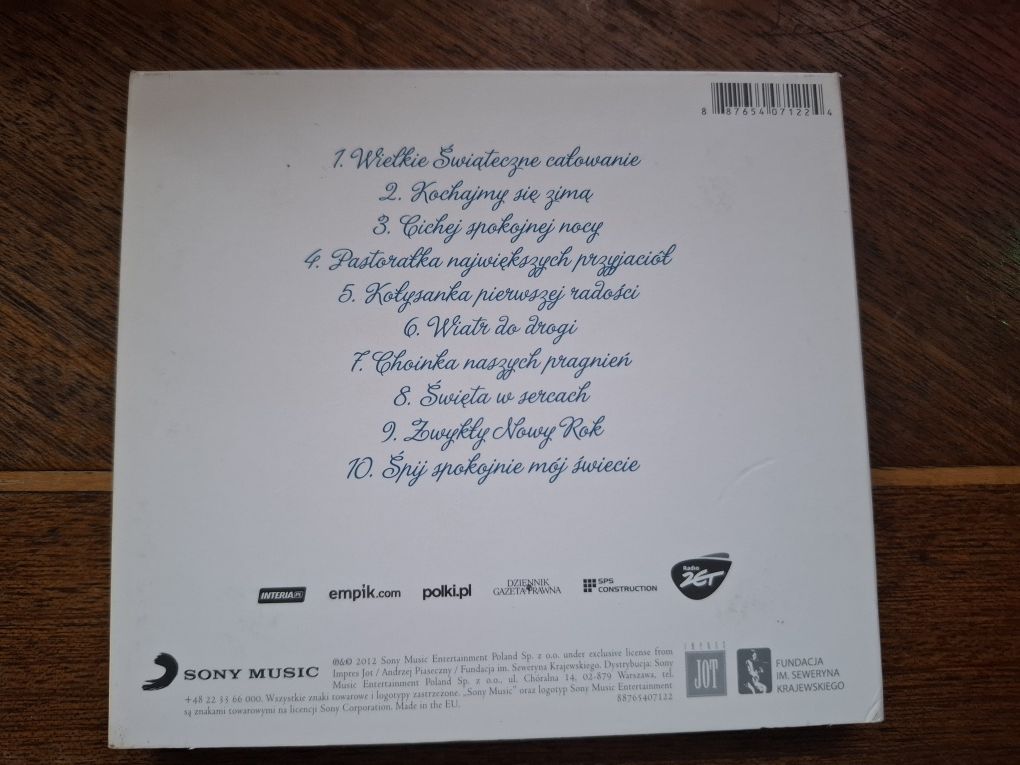 8 87654 07122 4
1. Wielkie Świąteczne całowanie
2. Kochajmy się zimą
3. Cichej spokojnej nocy
4. Pastorałka największych przyjaciół
5. Kołysanka pierwszej radości
6. Wiatr do drogi
7. Choinka naszych pragnień
8. Święta w sercach
9. Zwykły Nowy Rok
10. Śpij spokojnie mój świecie
INTERIA.PL empik.com polki.pl DZIENNIK GAZETA PRAWNA SPS CONSTRUCTION Radio ZET
SONY MUSIC
℗&© 2012 Sony Music Entertainment Poland Sp. z o.o. under exclusive license from
Impres Jot / Andrzej Piaseczny / Fundacja im. Seweryna Krajewskiego. Dystrybucja: Sony
Music Entertainment Poland Sp. z o.o., ul. Chóralna 14, 02-879 Warszawa, tel.
+48 22 33 66 000. Wszystkie znaki towarowe i logotypy zastrzeżone. „Sony Music" oraz logotyp Sony Music Entertainment
są znakami towarowymi na licencji Sony Corporation. Made in the EU.
88765407122
IMPRES
JOT
FUNDACJA
IM. SEWERYNA
KRAJEWSKIEGO